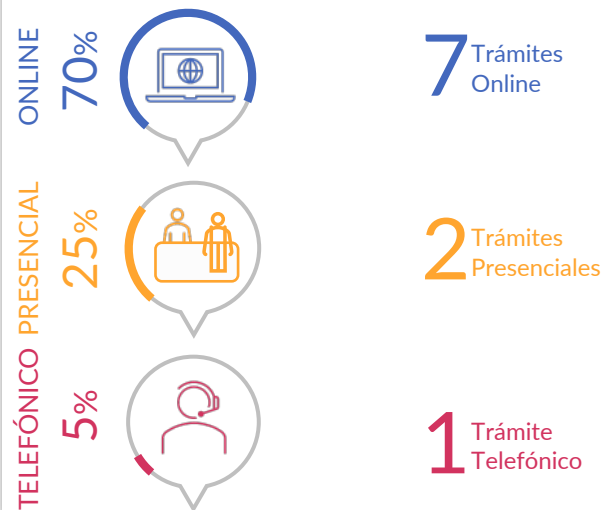 ONLINE
70%
7 Trámites
Online
PRESENCIAL
25%
2 Trámites
Presenciales
TELEFÓNICO
5%
1 Trámite
Telefónico